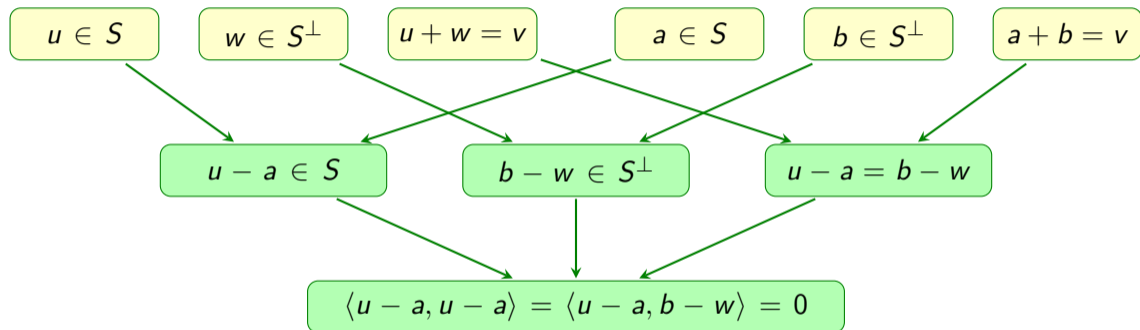 u ∈ S
w ∈ S⊥
u + w = v
a ∈ S
b ∈ S⊥
a + b = v
u − a ∈ S
b − w ∈ S⊥
u − a = b − w
⟨u − a, u − a⟩ = ⟨u − a, b − w⟩ = 0